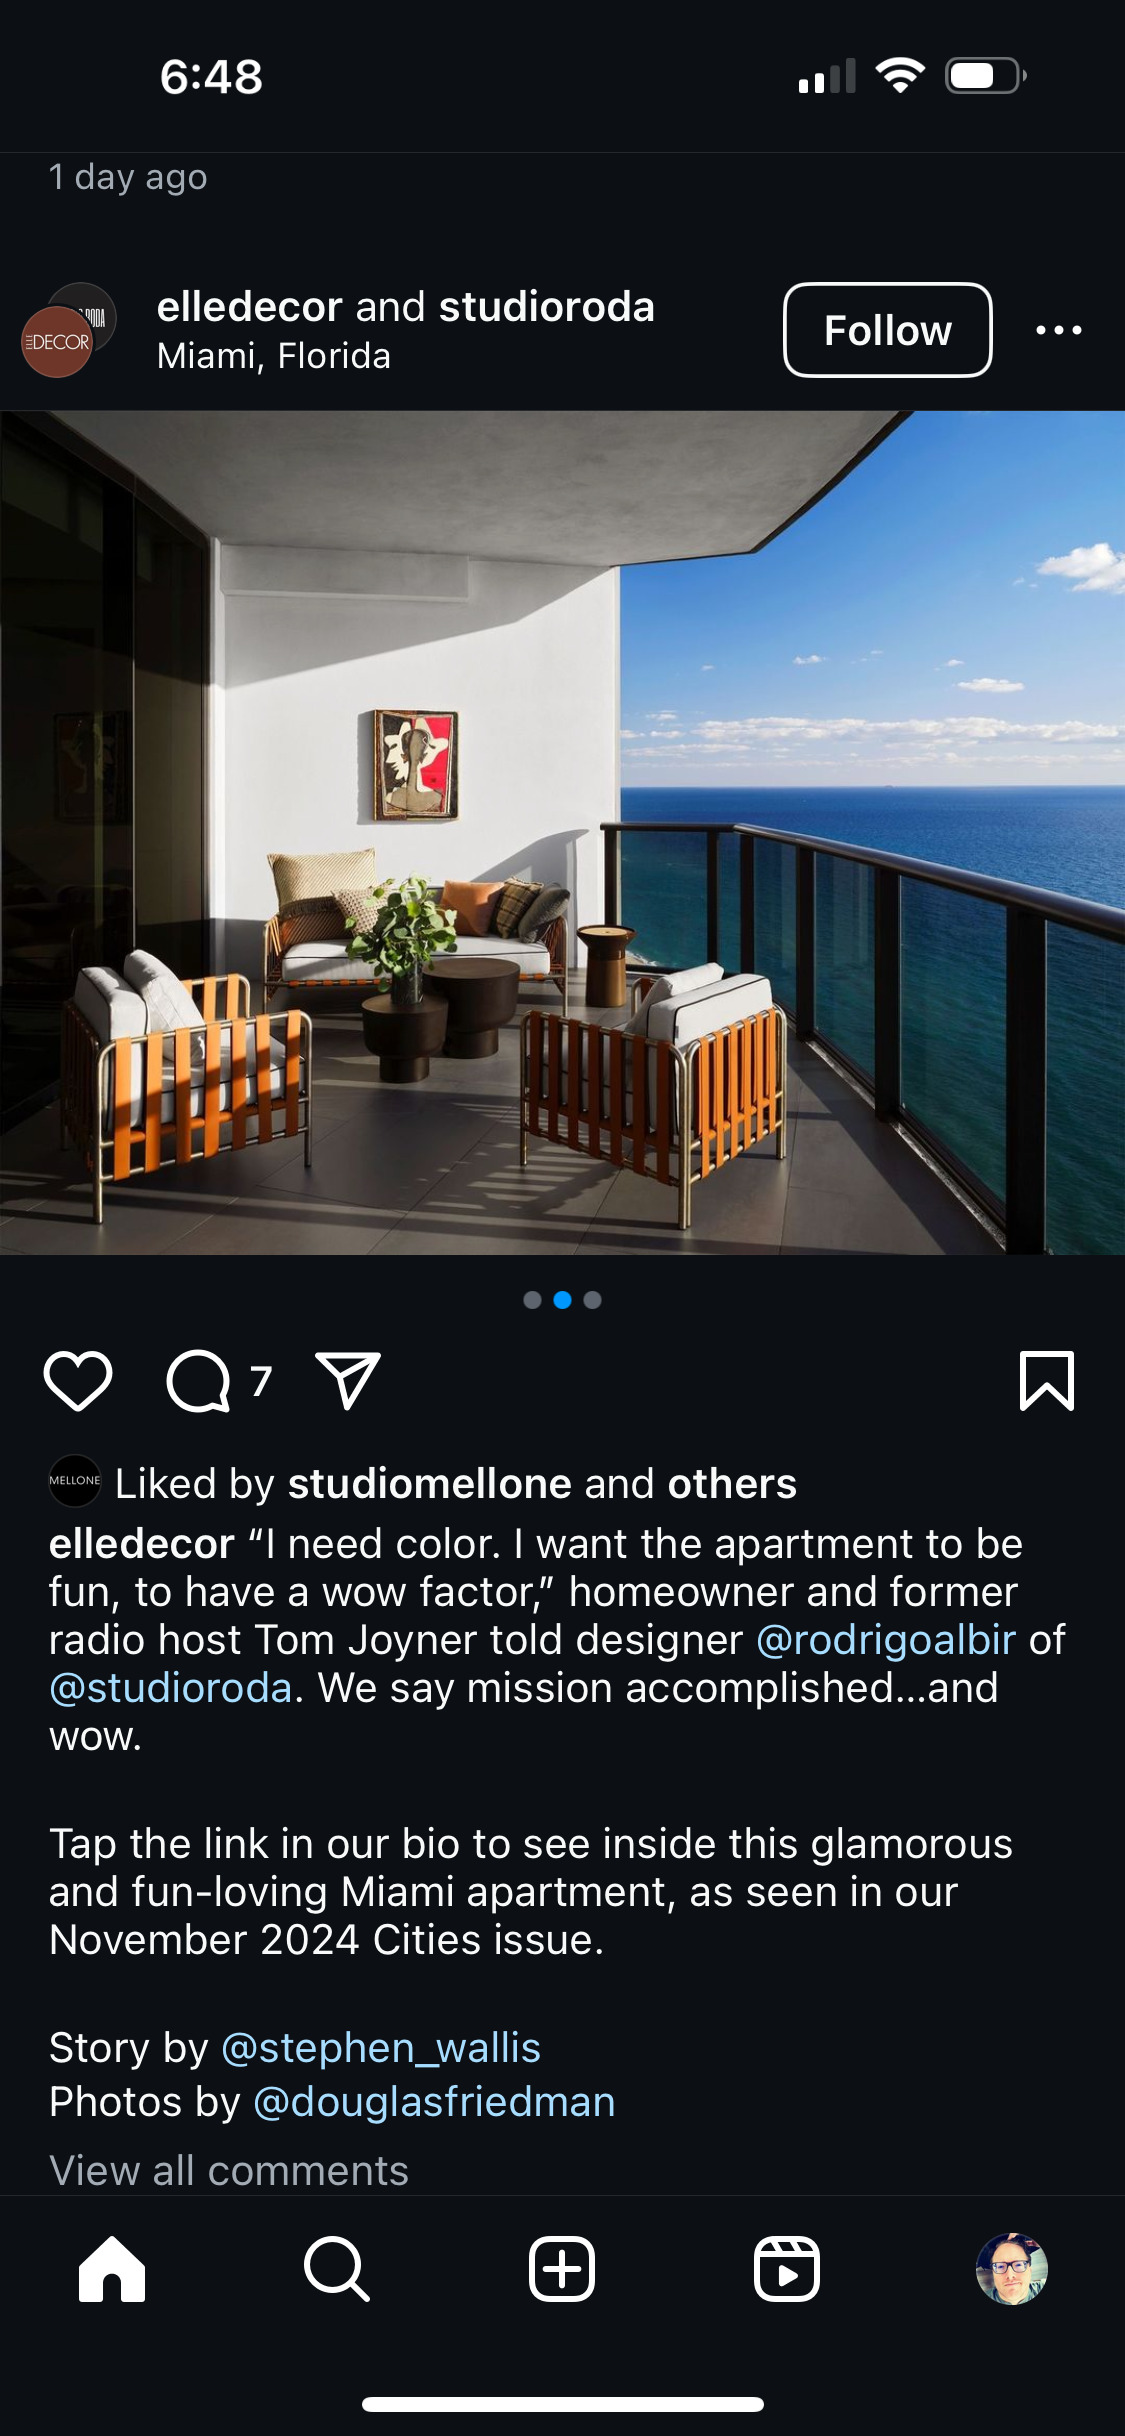 6:48
1 day ago
elledecor and studioroda
Miami, Florida
Follow
DECOR
7
MELLONE
Liked by studiomellone and others
elledecor “I need color. I want the apartment to be
fun, to have a wow factor,” homeowner and former
radio host Tom Joyner told designer @rodrigoalbir of
@studioroda. We say mission accomplished...and
wow.
Tap the link in our bio to see inside this glamorous
and fun-loving Miami apartment, as seen in our
November 2024 Cities issue.
Story by @stephen_wallis
Photos by @douglasfriedman
View all comments